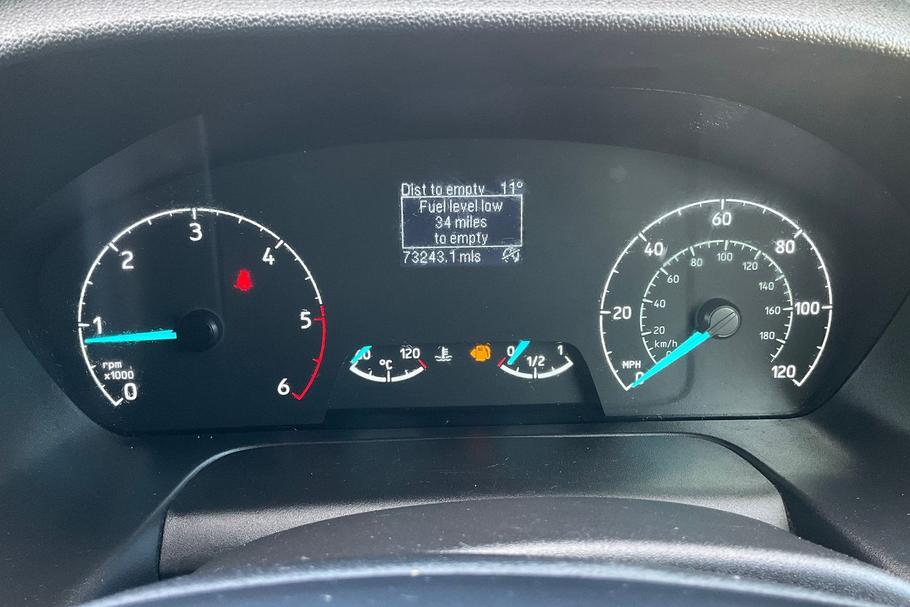 Dist to empty 11°
Fuel level low
34 miles
to empty
73243.1 mls
0 1 2 3 4 5 6
rpm
x1000
120
°C
0 1/2 1
0 20 40 60 80 100 120
MPH
0 20 40 60 80 100 120 140 160 180
km/h